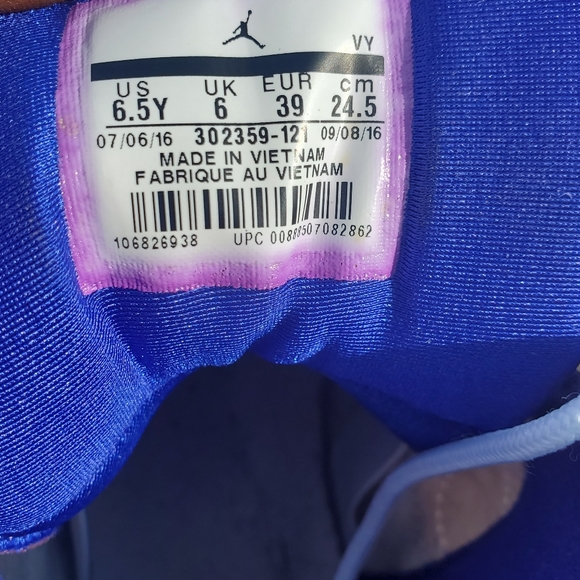 VY
US UK EUR cm
6.5Y 6 39 24.5
07/06/16 302359-121 09/08/16
MADE IN VIETNAM
FABRIQUE AU VIETNAM
106826938 UPC 00888507082862